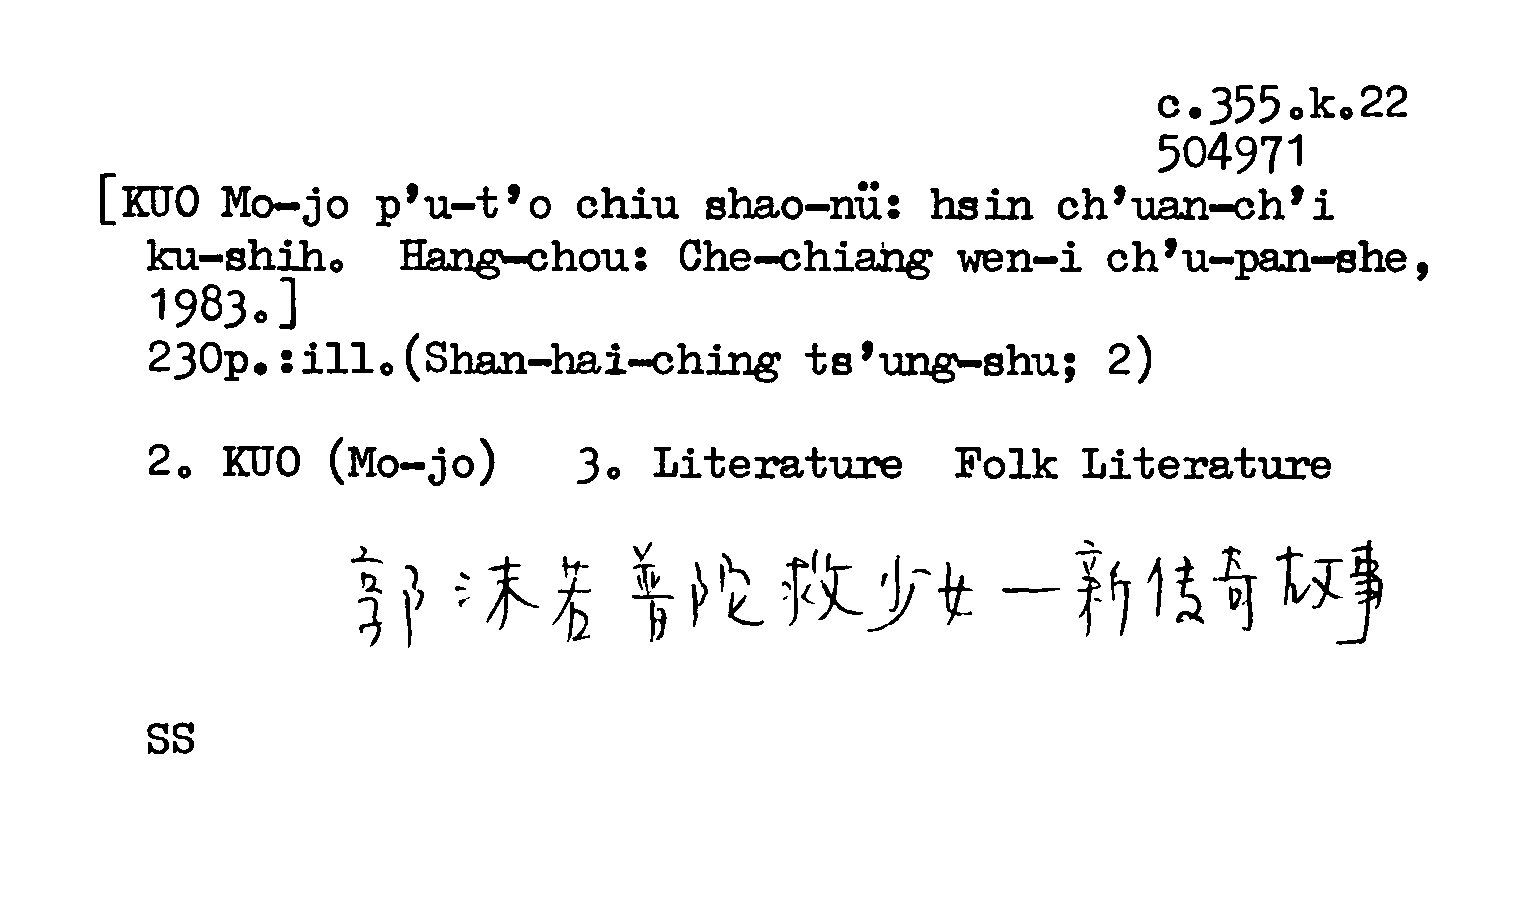 c.355.k.22
504971
[KUO Mo-jo p'u-t'o chiu shao-nü: hsin ch'uan-ch'i
ku-shih. Hang-chou: Che-chiang wen-i ch'u-pan-she,
1983.]
230p.:ill.(Shan-hai-ching ts'ung-shu; 2)
2. KUO (Mo-jo) 3. Literature Folk Literature
郭沫若普陀救少女—新传奇故事
SS